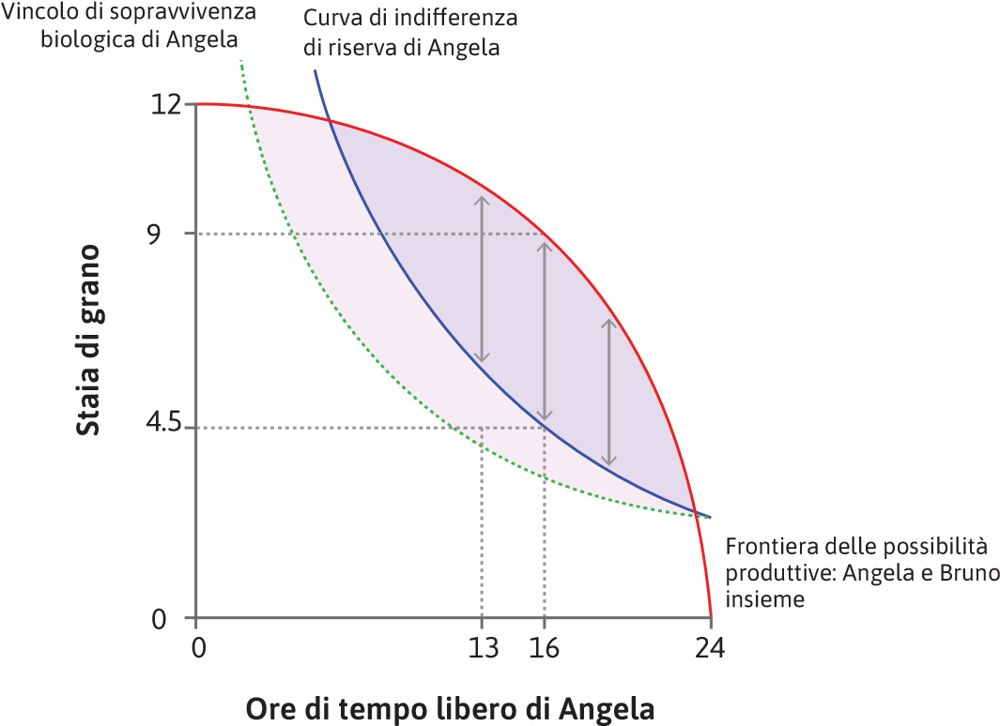 Vincolo di sopravvivenza
biologica di Angela
Curva di indifferenza
di riserva di Angela
12
9
4.5
0
Staia di grano
0
13
16
24
Ore di tempo libero di Angela
Frontiera delle possibilità
produttive: Angela e Bruno
insieme